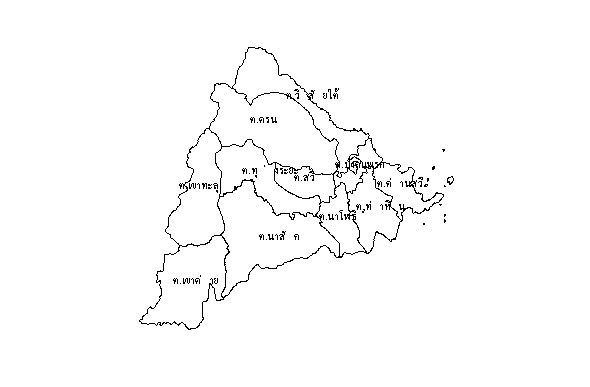 ต.วิ สั ยใต้
ต.ครน
ต.ปากแพรก
ต.ทุ งระยะ
ต.สวี
ต.ด่ านสวี
ต.เขาทะลุ
ต.ท่ าหิ น
ต.นาโพธิ์
ต.นาสั ก
ต.เขาค่ าย